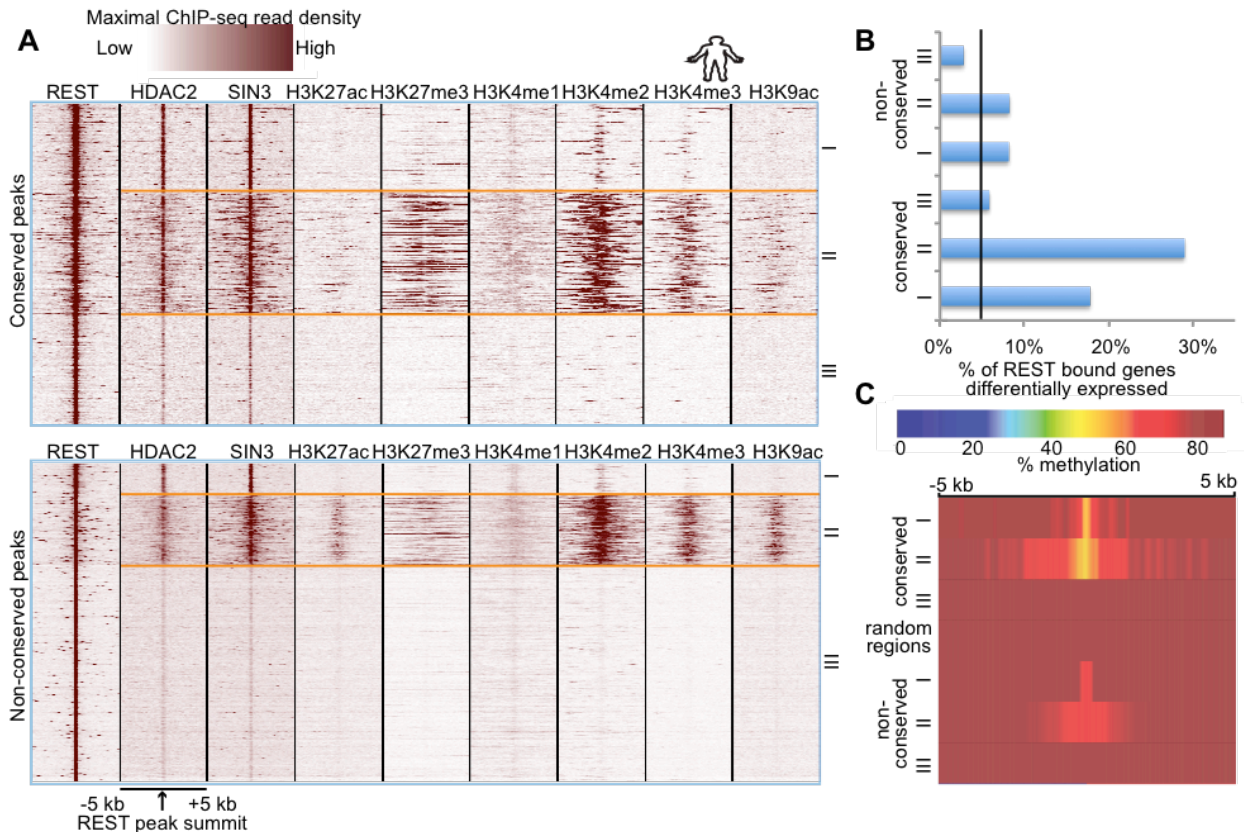 Maximal ChIP-seq read density
A
Low
High
REST HDAC2 SIN3 H3K27ac H3K27me3 H3K4me1 H3K4me2 H3K4me3 H3K9ac
Conserved peaks
I
II
III
REST HDAC2 SIN3 H3K27ac H3K27me3 H3K4me1 H3K4me2 H3K4me3 H3K9ac
Non-conserved peaks
I
II
III
-5 kb ↑ +5 kb
REST peak summit
B
non-
conserved
III
II
I
conserved
III
II
I
0% 10% 20% 30%
% of REST bound genes
differentially expressed
C
0 20 40 60 80
% methylation
-5 kb 5 kb
conserved
I
II
III
random
regions
non-
conserved
I
II
III